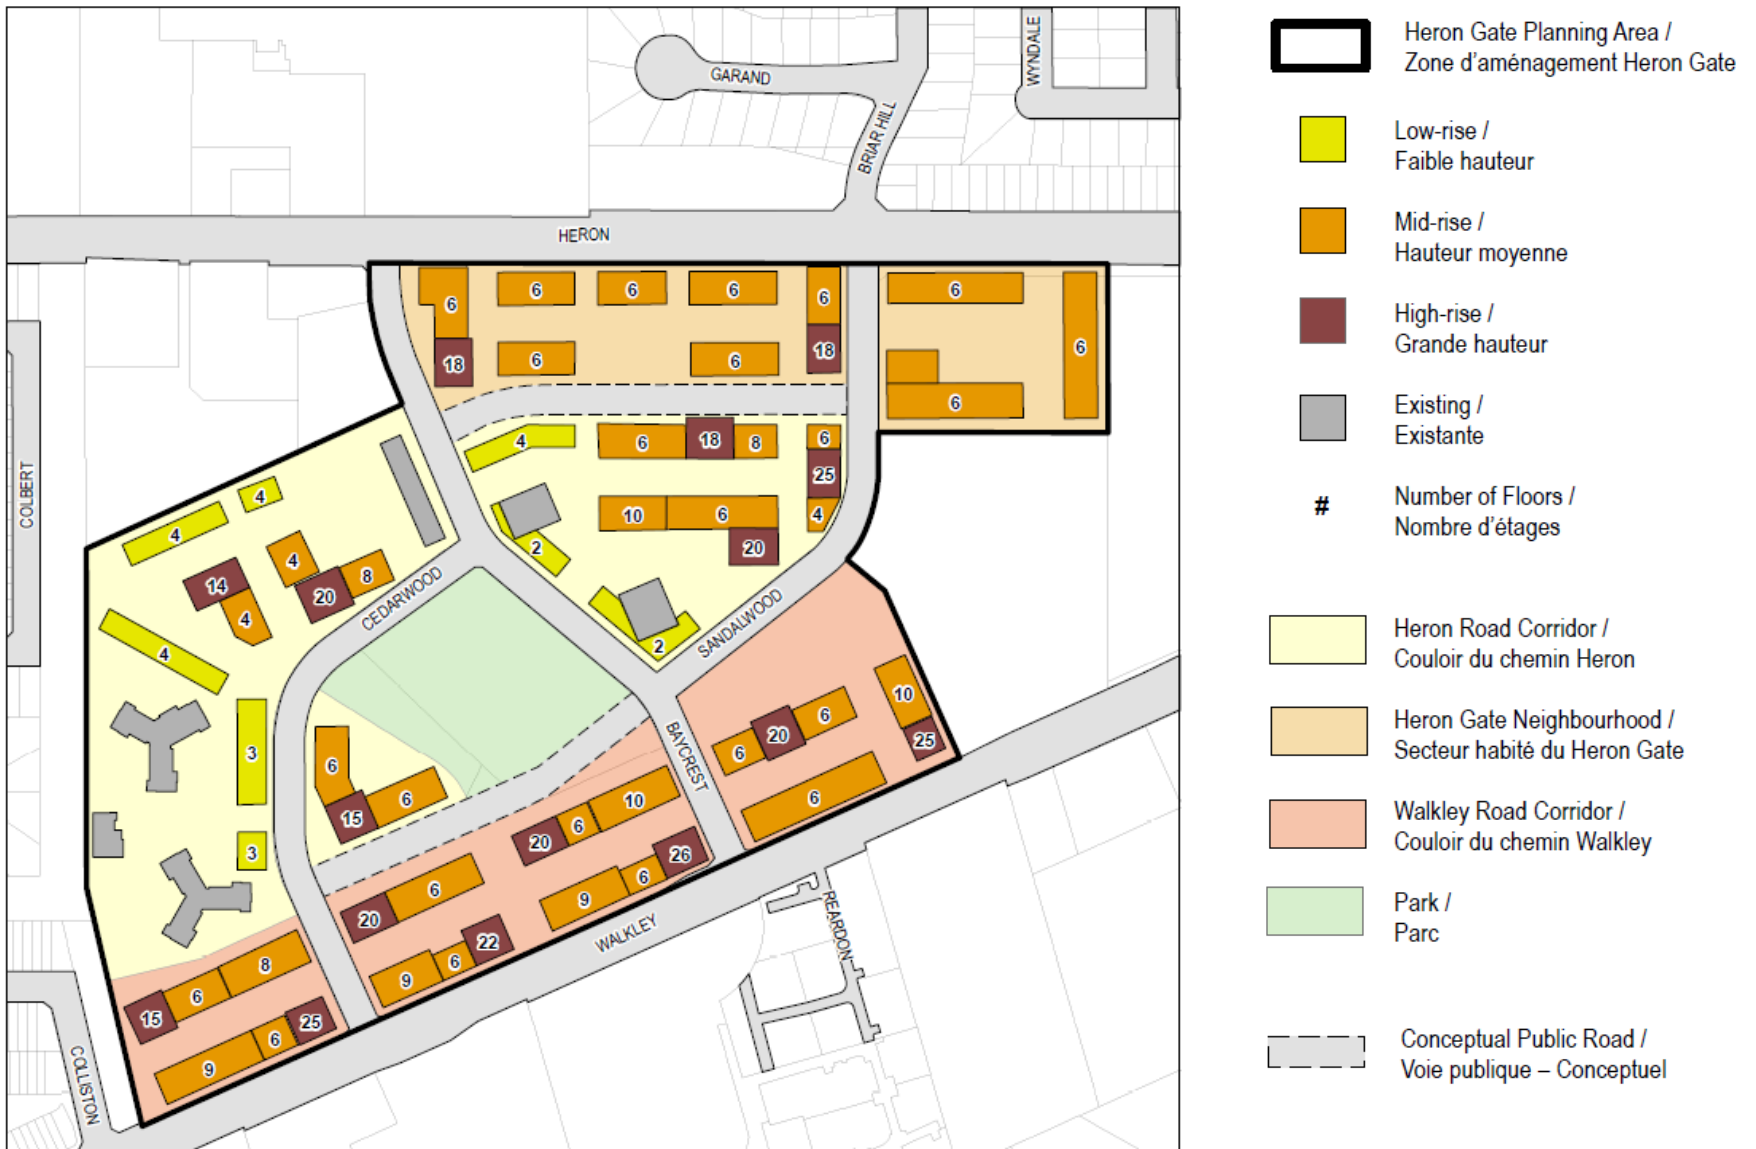 GARAND
WYNDALE
BRIAR HILL
HERON
6
6
6
6
6
6
6
18
6
6
18
6
6
COLBERT
4
6
18
8
6
25
4
10
6
20
2
2
4
4
4
8
20
14
4
4
CEDARWOOD
SANDALWOOD
3
3
6
15
6
BAYCREST
6
20
6
10
25
6
20
6
10
9
6
26
20
6
9
6
22
WALKLEY
REARDON
15
6
8
9
6
25
COLLISTON
Heron Gate Planning Area /
Zone d'aménagement Heron Gate
Low-rise /
Faible hauteur
Mid-rise /
Hauteur moyenne
High-rise /
Grande hauteur
Existing /
Existante
# Number of Floors /
Nombre d'étages
Heron Road Corridor /
Couloir du chemin Heron
Heron Gate Neighbourhood /
Secteur habité du Heron Gate
Walkley Road Corridor /
Couloir du chemin Walkley
Park /
Parc
Conceptual Public Road /
Voie publique – Conceptuel